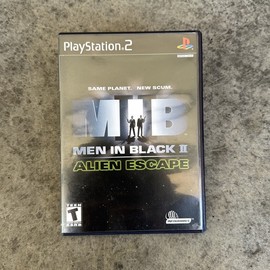 PlayStation 2
SAME PLANET. NEW SCUM.
MIB
MEN IN BLACK II
ALIEN ESCAPE
TEEN
T